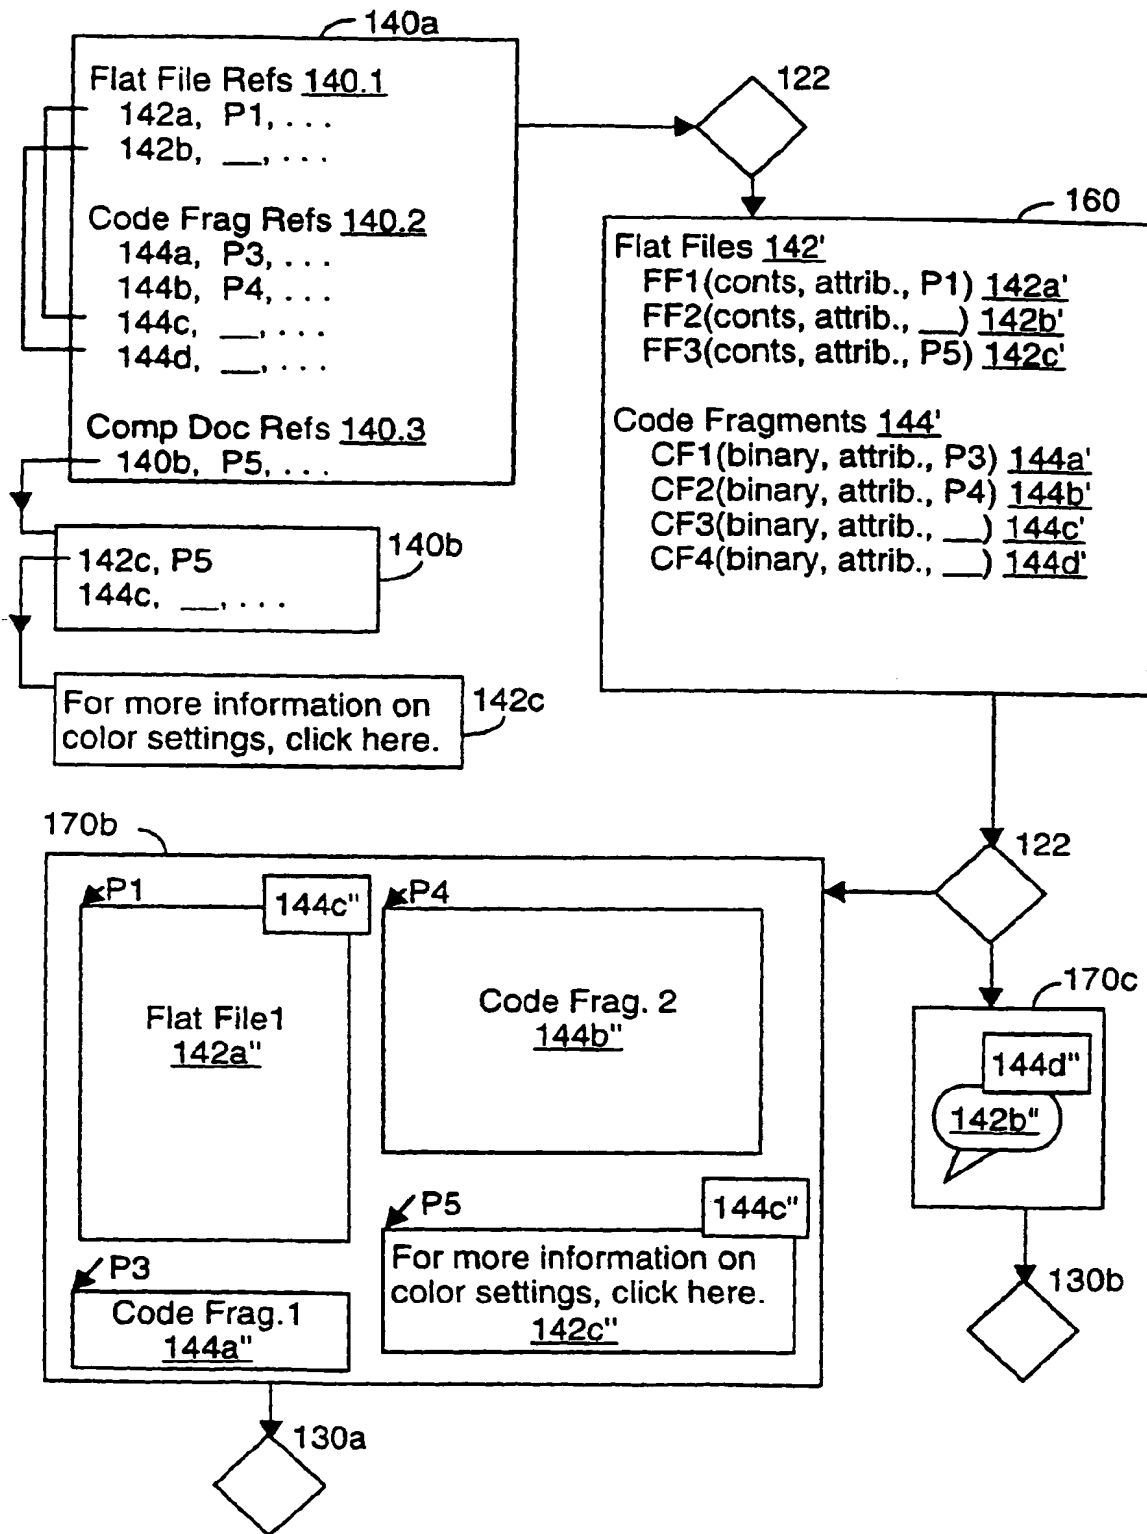 140a
Flat File Refs 140.1
142a, P1, . . .
142b, __, . . .
Code Frag Refs 140.2
144a, P3, . . .
144b, P4, . . .
144c, __, . . .
144d, __, . . .
Comp Doc Refs 140.3
140b, P5, . . .
142c, P5
144c, __, . . .
140b
For more information on
color settings, click here.
142c
122
160
Flat Files 142'
FF1(conts, attrib., P1) 142a'
FF2(conts, attrib., __) 142b'
FF3(conts, attrib., P5) 142c'
Code Fragments 144'
CF1(binary, attrib., P3) 144a'
CF2(binary, attrib., P4) 144b'
CF3(binary, attrib., __) 144c'
CF4(binary, attrib., __) 144d'
122
170b
P1
144c"
Flat File1
142a"
P4
Code Frag. 2
144b"
P3
Code Frag.1
144a"
P5
144c"
For more information on
color settings, click here.
142c"
170c
144d"
142b"
130b
130a